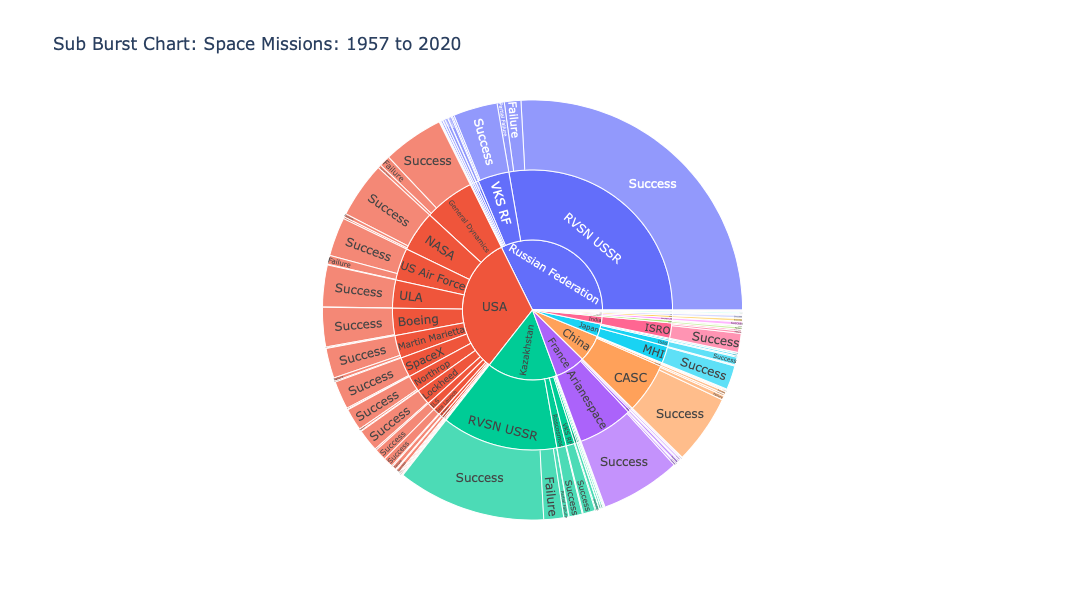 Sub Burst Chart: Space Missions: 1957 to 2020
Russian Federation
RVSN USSR
Success
Failure
VKS RF
Success
USA
General Dynamics
Success
Failure
NASA
Success
US Air Force
Success
Failure
ULA
Success
Boeing
Success
Martin Marietta
Success
SpaceX
Success
Northrop
Success
Lockheed
Success
Success
Success
Kazakhstan
RVSN USSR
Success
Failure
Success
Success
France
Arianespace
Success
China
CASC
Success
Japan
MHI
Success
Success
India
ISRO
Success